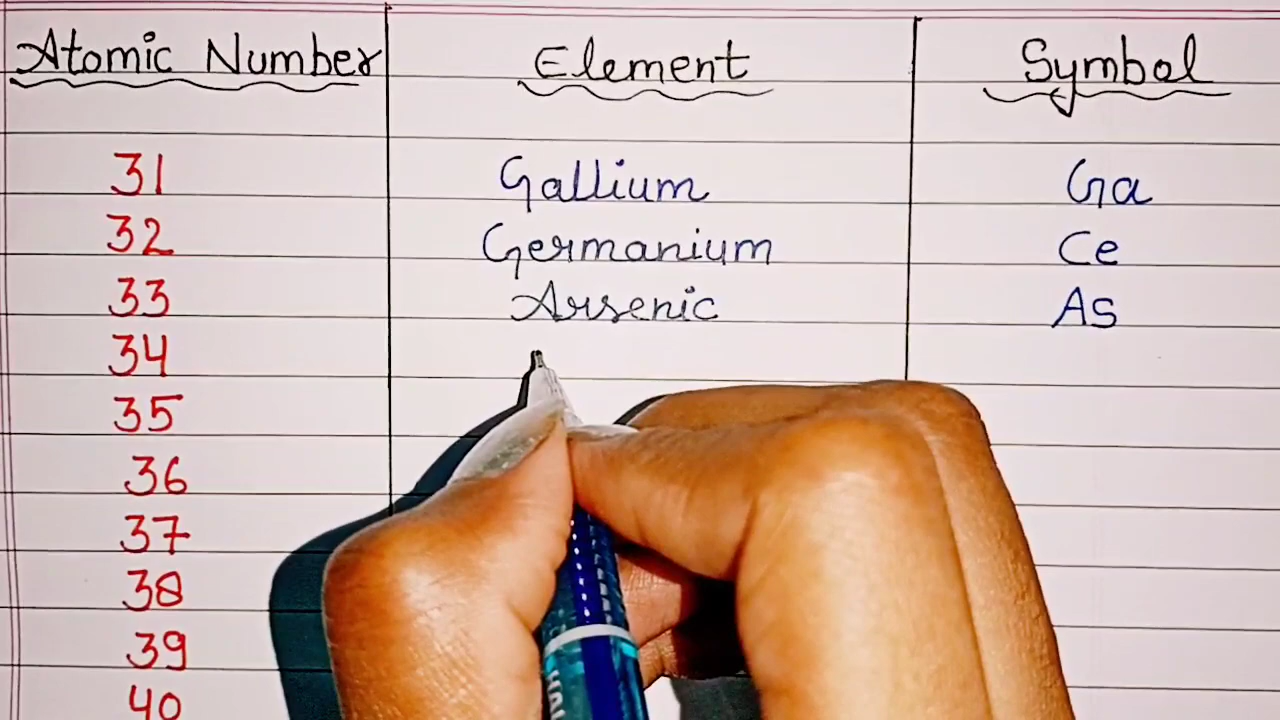 Atomic Number Element Symbol
31 Gallium Ga
32 Germanium Ce
33 Arsenic As
34
35
36
37
38
39
40